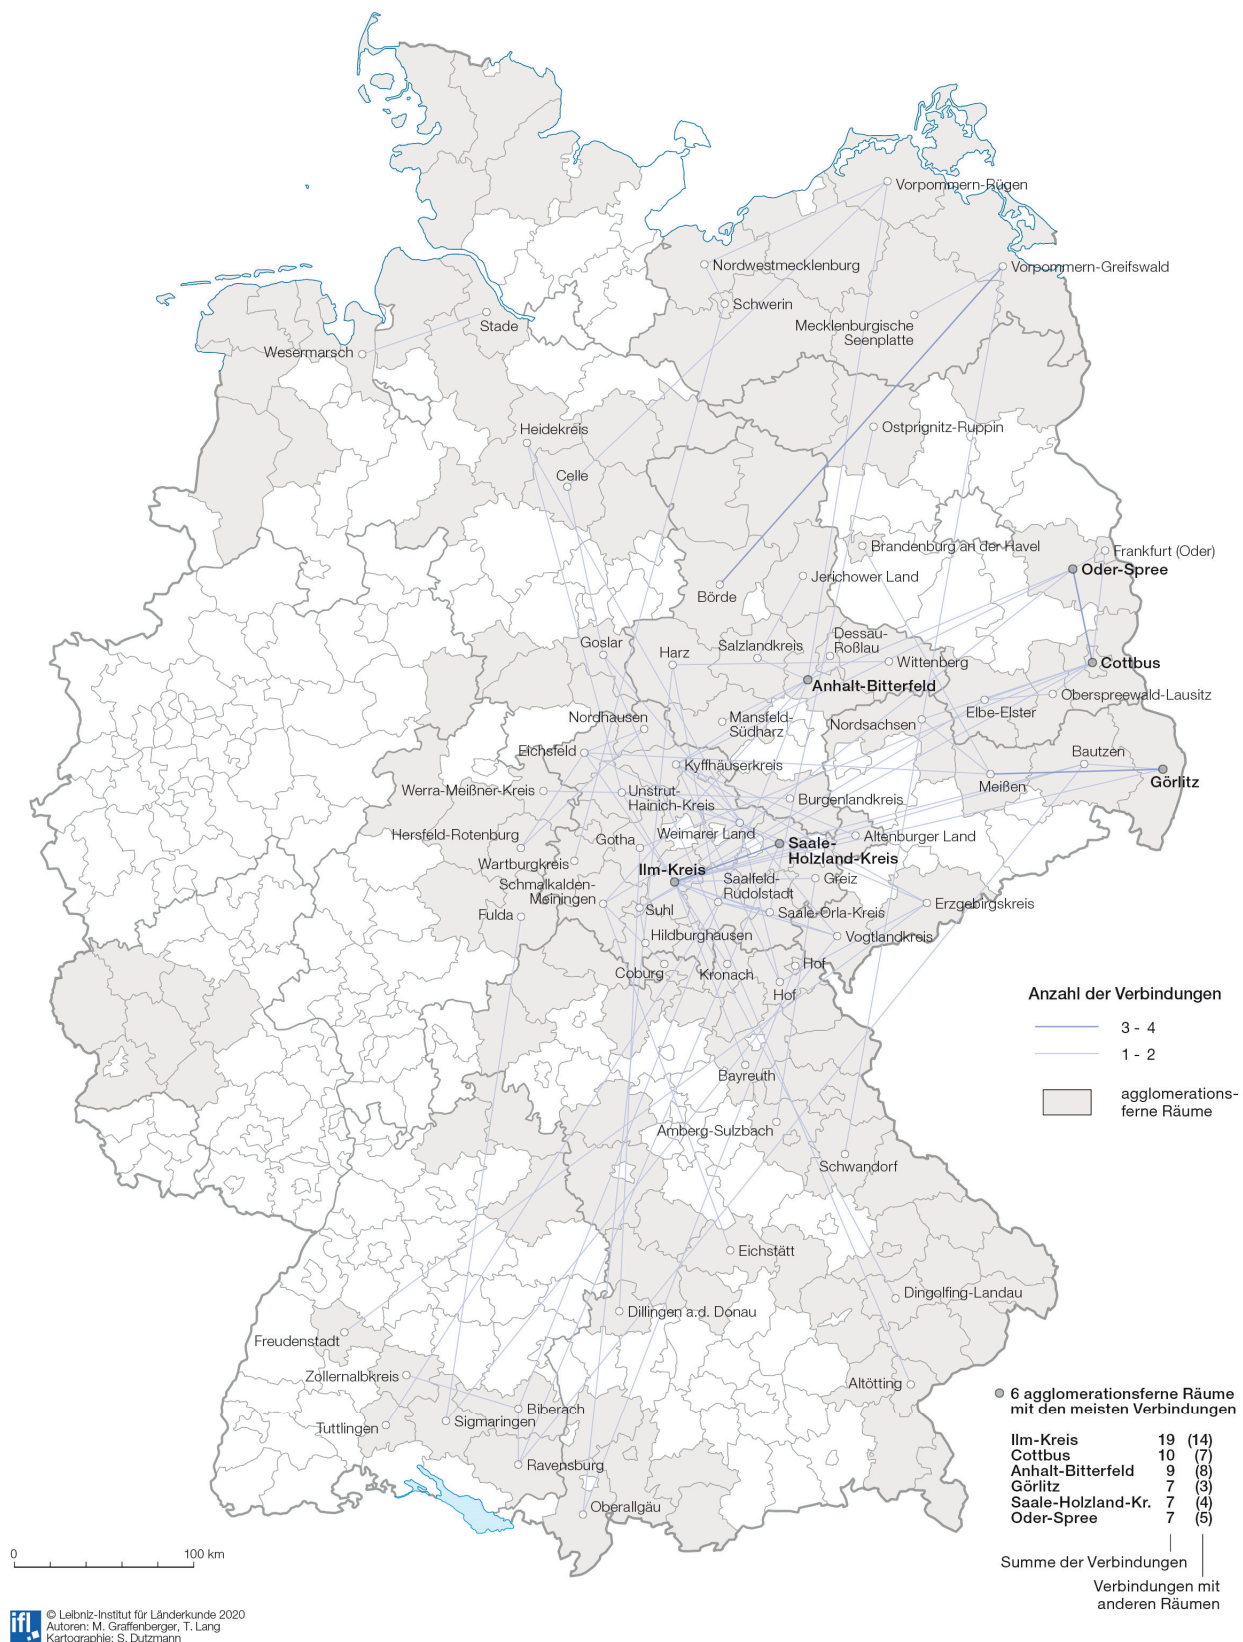 Vorpommern-Rügen
Nordwestmecklenburg
Vorpommern-Greifswald
Schwerin
Mecklenburgische
Seenplatte
Stade
Wesermarsch
Heidekreis
Ostprignitz-Ruppin
Celle
Brandenburg an der Havel
Frankfurt (Oder)
Oder-Spree
Jerichower Land
Börde
Goslar
Harz
Salzlandkreis
Dessau-
Roßlau
Wittenberg
Cottbus
Anhalt-Bitterfeld
Oberspreewald-Lausitz
Elbe-Elster
Nordhausen
Mansfeld-
Südharz
Nordsachsen
Eichsfeld
Bautzen
Kyffhäuserkreis
Görlitz
Meißen
Werra-Meißner-Kreis
Unstrut-
Hainich-Kreis
Burgenlandkreis
Hersfeld-Rotenburg
Gotha
Weimarer Land
Altenburger Land
Saale-
Holzland-Kreis
Wartburgkreis
Ilm-Kreis
Schmalkalden-
Meiningen
Saalfeld-
Rudolstadt
Greiz
Erzgebirgskreis
Fulda
Suhl
Saale-Orla-Kreis
Hildburghausen
Vogtlandkreis
Coburg
Kronach
Hof
Hof
Anzahl der Verbindungen
3 - 4
1 - 2
agglomerations-
ferne Räume
Bayreuth
Amberg-Sulzbach
Schwandorf
Eichstätt
Dingolfing-Landau
Dillingen a.d. Donau
Freudenstadt
Zollernalbkreis
Altötting
Biberach
Sigmaringen
Tuttlingen
Ravensburg
Oberallgäu
6 agglomerationsferne Räume
mit den meisten Verbindungen
Ilm-Kreis 19 (14)
Cottbus 10 (7)
Anhalt-Bitterfeld 9 (8)
Görlitz 7 (3)
Saale-Holzland-Kr. 7 (4)
Oder-Spree 7 (5)
Summe der Verbindungen
Verbindungen mit
anderen Räumen
0 100 km
ifl
© Leibniz-Institut für Länderkunde 2020
Autoren: M. Graffenberger, T. Lang
Kartographie: S. Dutzmann